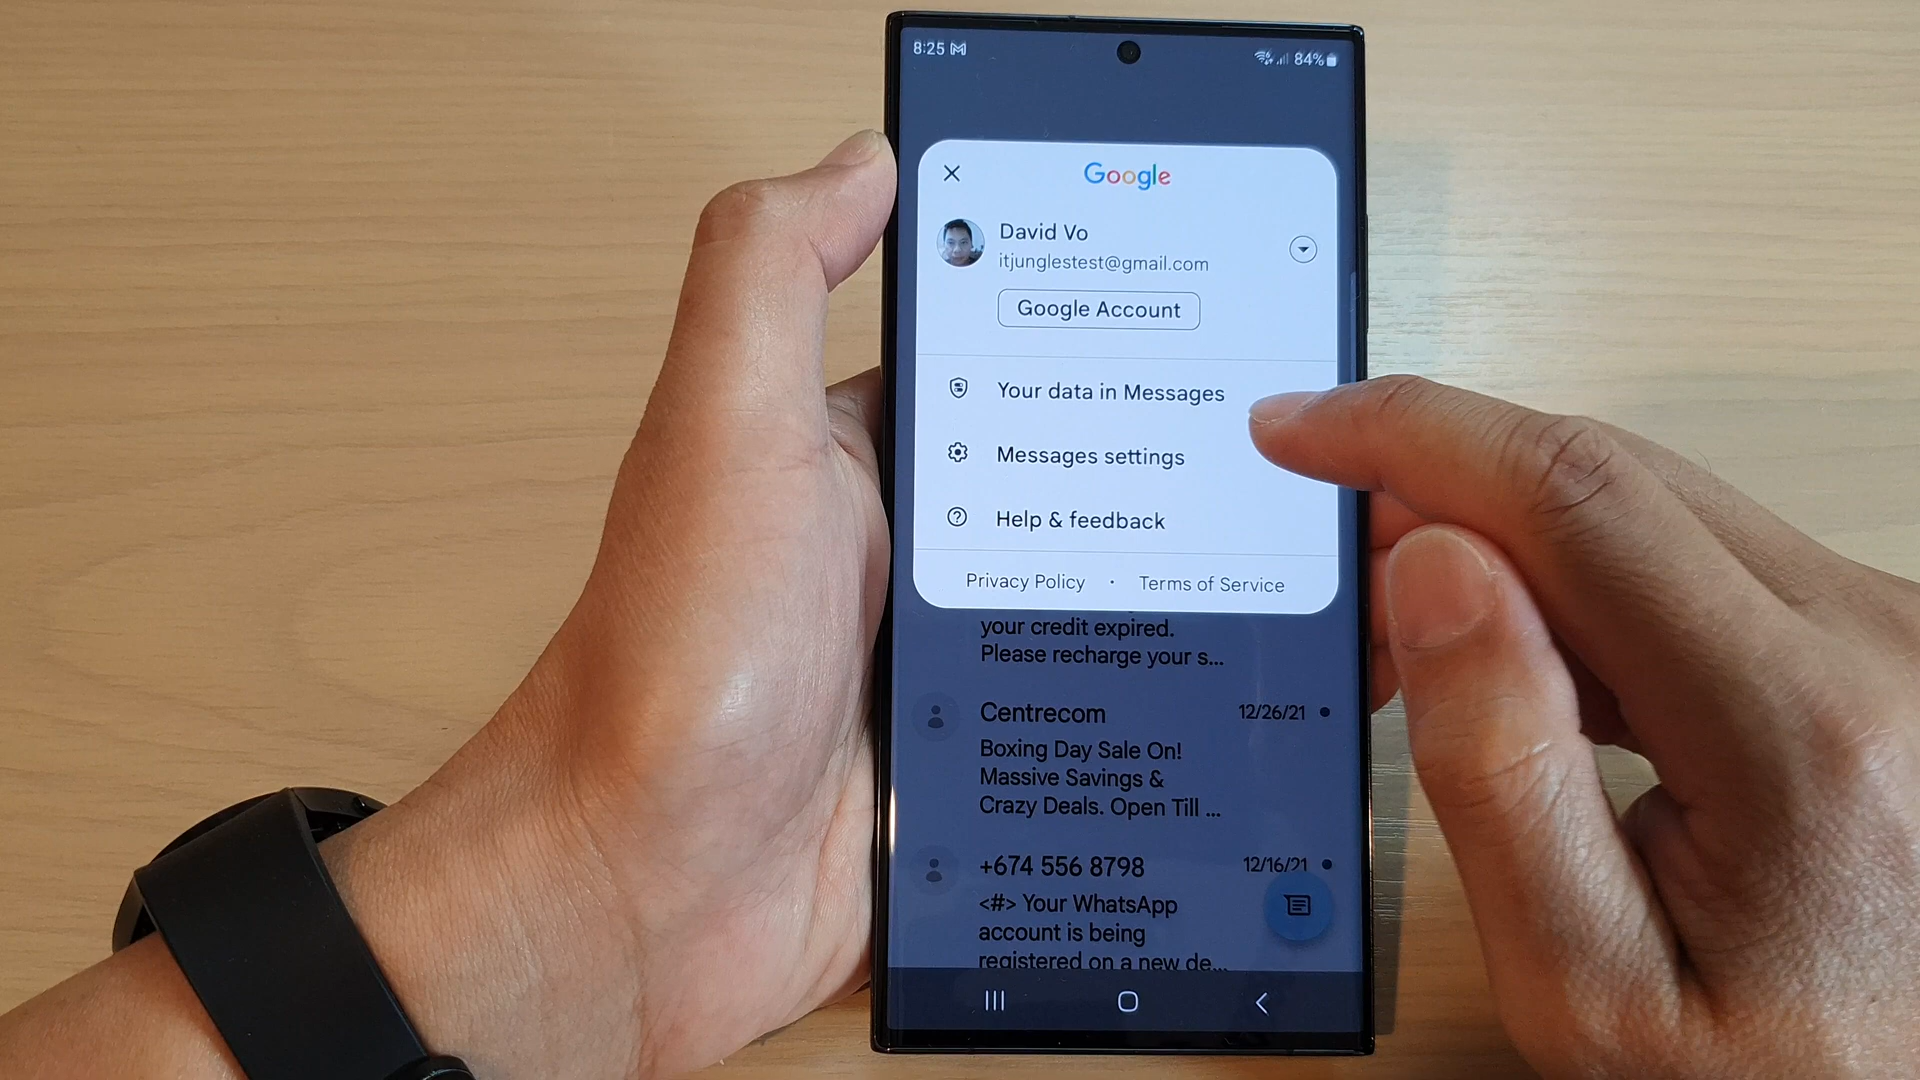 8:25
84%
Google
David Vo
itjunglestest@gmail.com
Google Account
Your data in Messages
Messages settings
Help & feedback
Privacy Policy · Terms of Service
your credit expired.
Please recharge your s...
Centrecom 12/26/21
Boxing Day Sale On!
Massive Savings &
Crazy Deals. Open Till ...
+674 556 8798 12/16/21
<#> Your WhatsApp
account is being
registered on a new de...